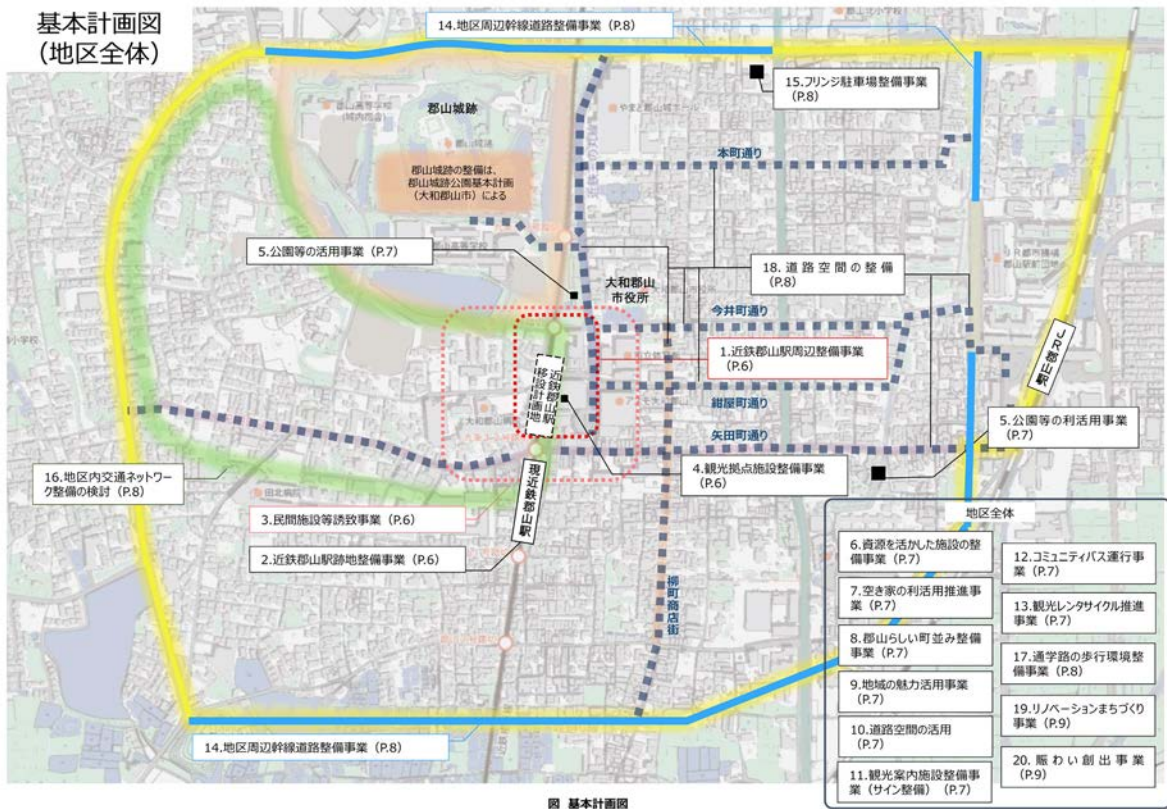 基本計画図
(地区全体)
14.地区周辺幹線道路整備事業(P.8)
15.フリンジ駐車場整備事業
(P.8)
郡山城跡
郡山城跡の整備は、
郡山城跡公園基本計画
(大和郡山市)による
本町通り
5.公園等の活用事業(P.7)
大和郡山
市役所
18.道路空間の整備
(P.8)
今井町通り
1.近鉄郡山駅周辺整備事業
(P.6)
近鉄郡山駅
移設計画地
JR郡山駅
紺屋町通り
矢田町通り
5.公園等の利活用事業
(P.7)
4.観光拠点施設整備事業
(P.6)
16.地区内交通ネットワー
ク整備の検討(P.8)
現近鉄郡山駅
3.民間施設等誘致事業(P.6)
2.近鉄郡山駅跡地整備事業(P.6)
柳町商店街
地区全体
6.資源を活かした施設の整
備事業(P.7)
7.空き家の利活用推進事
業(P.7)
8.郡山らしい町並み整備
事業(P.7)
9.地域の魅力活用事業
(P.7)
10.道路空間の活用
(P.7)
11.観光案内施設整備事
業(サイン整備)(P.7)
12.コミュニティバス運行事
業(P.7)
13.観光レンタサイクル推進
事業(P.7)
17.通学路の歩行環境整
備事業(P.8)
19.リノベーションまちづくり
事業(P.9)
20.賑わい創出事業
(P.9)
14.地区周辺幹線道路整備事業(P.8)
図 基本計画図